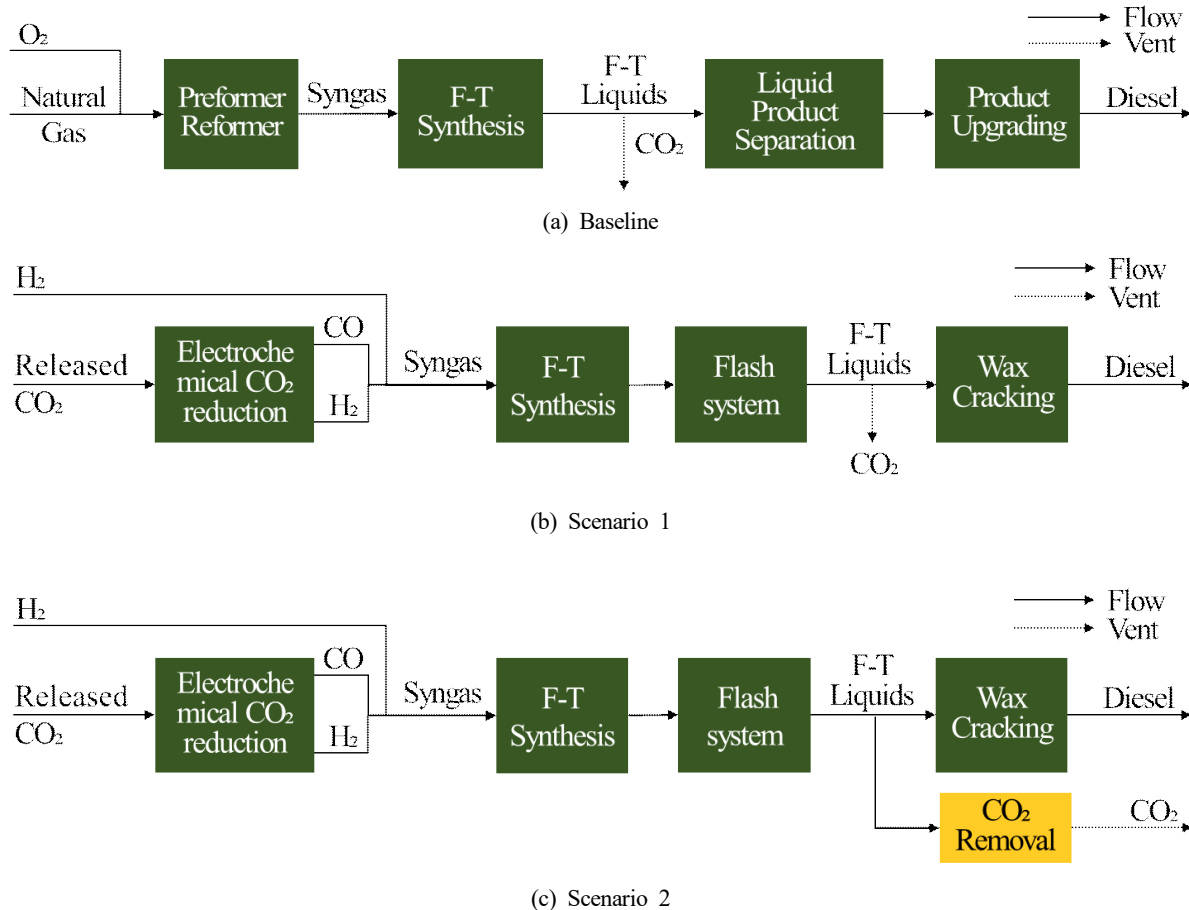 O₂
Natural
Gas
Preformer
Reformer
Syngas
F-T
Synthesis
F-T
Liquids
CO₂
Liquid
Product
Separation
Product
Upgrading
Diesel
Flow
Vent
(a) Baseline
H₂
Released
CO₂
Electroche
mical CO₂
reduction
CO
H₂
Syngas
F-T
Synthesis
Flash
system
F-T
Liquids
CO₂
Wax
Cracking
Diesel
Flow
Vent
(b) Scenario 1
H₂
Released
CO₂
Electroche
mical CO₂
reduction
CO
H₂
Syngas
F-T
Synthesis
Flash
system
F-T
Liquids
Wax
Cracking
Diesel
CO₂
Removal
CO₂
Flow
Vent
(c) Scenario 2